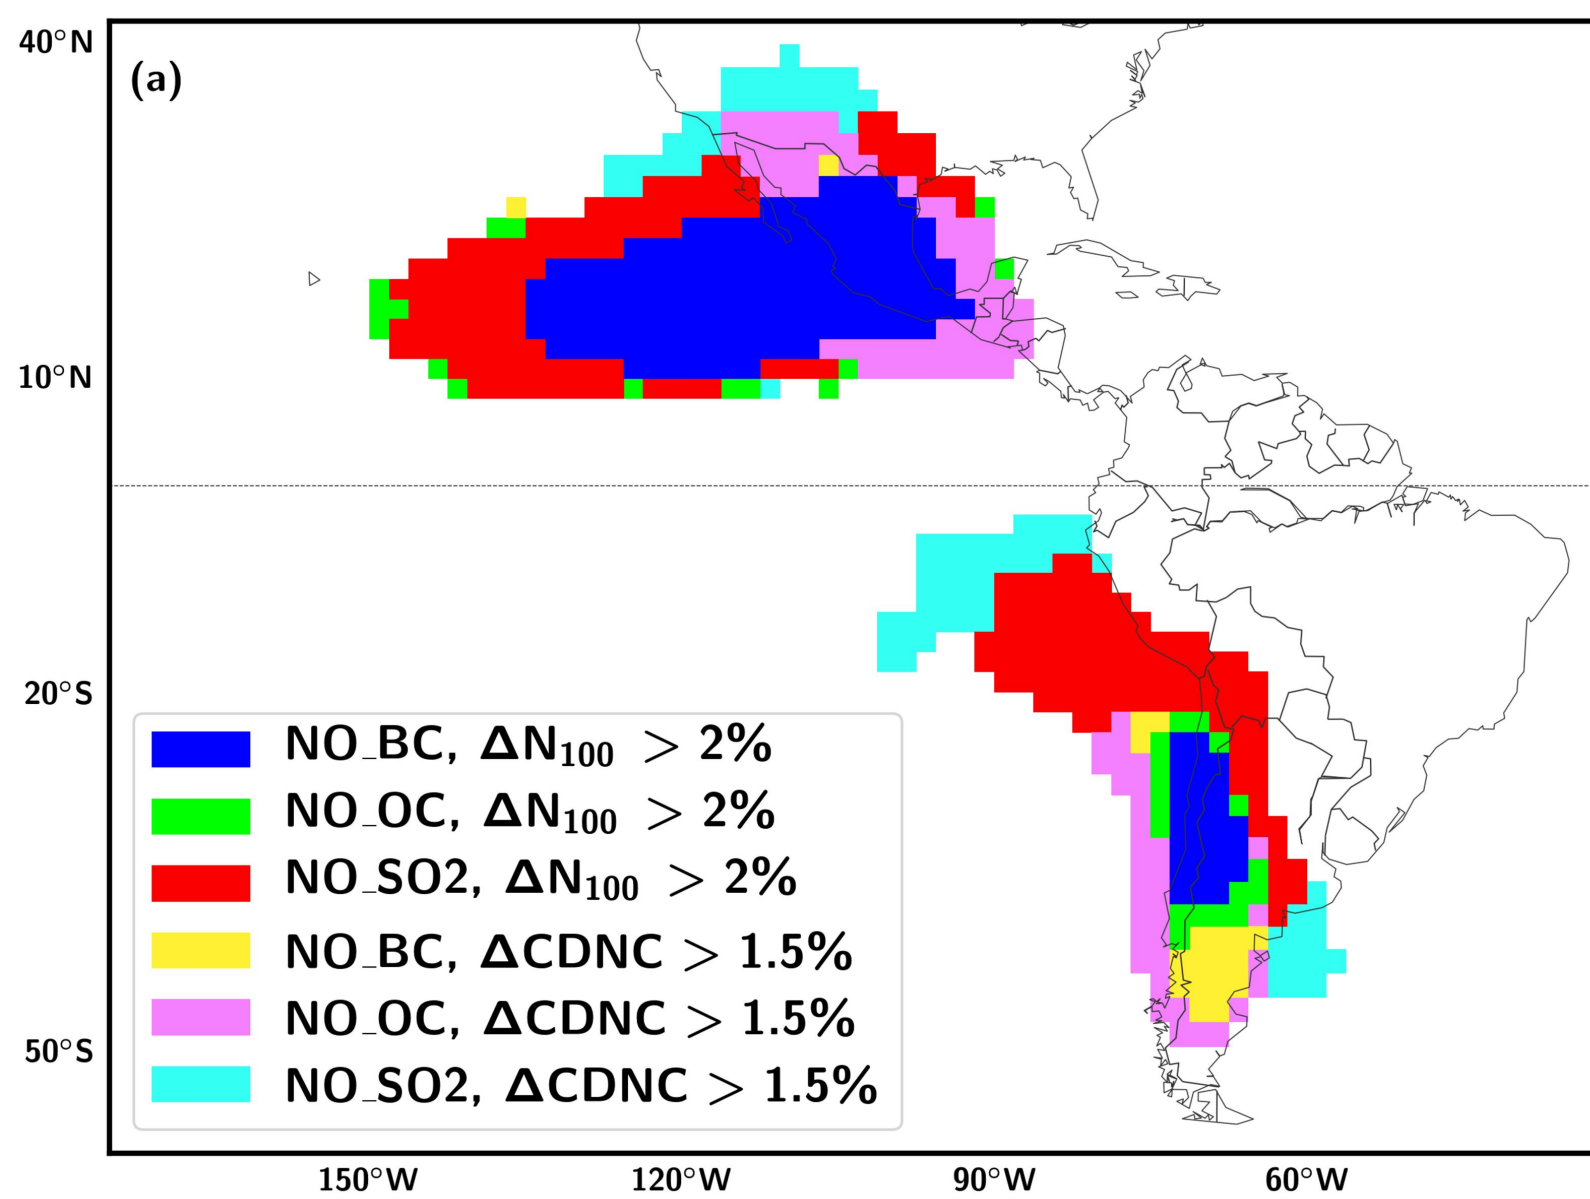 40°N
(a)
10°N
20°S
50°S
NO_BC, ΔN₁₀₀ > 2%
NO_OC, ΔN₁₀₀ > 2%
NO_SO2, ΔN₁₀₀ > 2%
NO_BC, ΔCDNC > 1.5%
NO_OC, ΔCDNC > 1.5%
NO_SO2, ΔCDNC > 1.5%
150°W 120°W 90°W 60°W